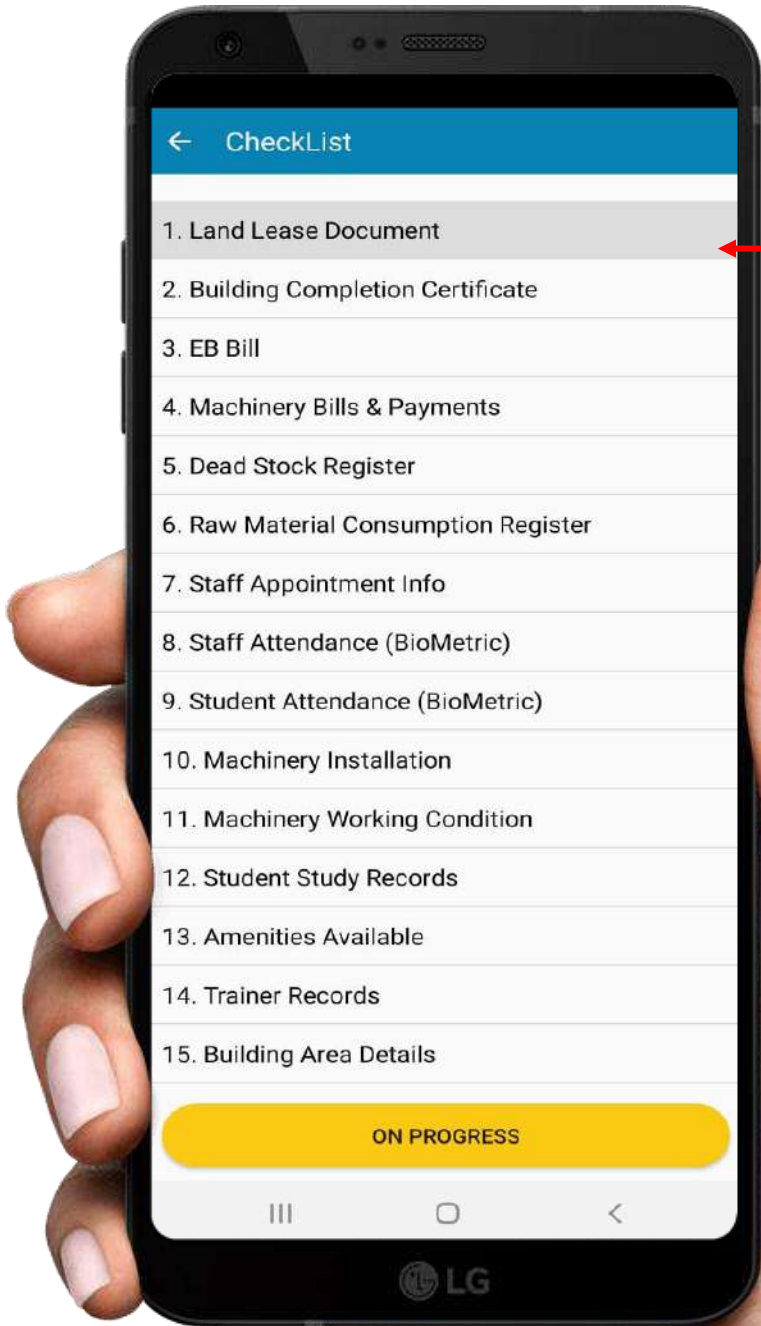 CheckList
1. Land Lease Document
2. Building Completion Certificate
3. EB Bill
4. Machinery Bills & Payments
5. Dead Stock Register
6. Raw Material Consumption Register
7. Staff Appointment Info
8. Staff Attendance (BioMetric)
9. Student Attendance (BioMetric)
10. Machinery Installation
11. Machinery Working Condition
12. Student Study Records
13. Amenities Available
14. Trainer Records
15. Building Area Details
ON PROGRESS
LG